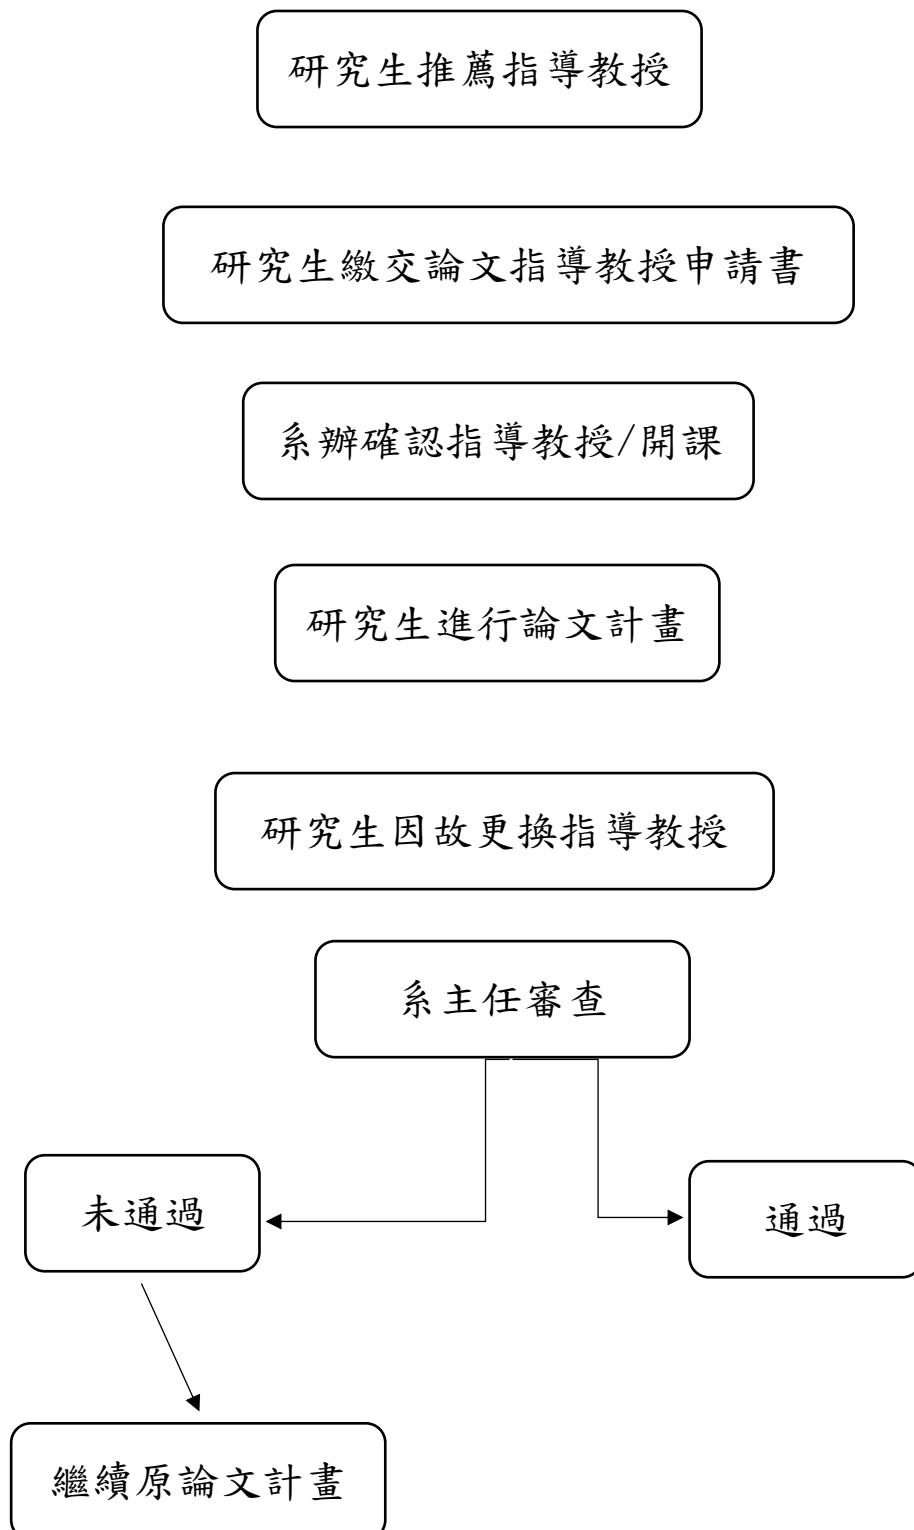 研究生推薦指導教授
研究生繳交論文指導教授申請書
系辦確認指導教授/開課
研究生進行論文計畫
研究生因故更換指導教授
系主任審查
未通過
通過
繼續原論文計畫